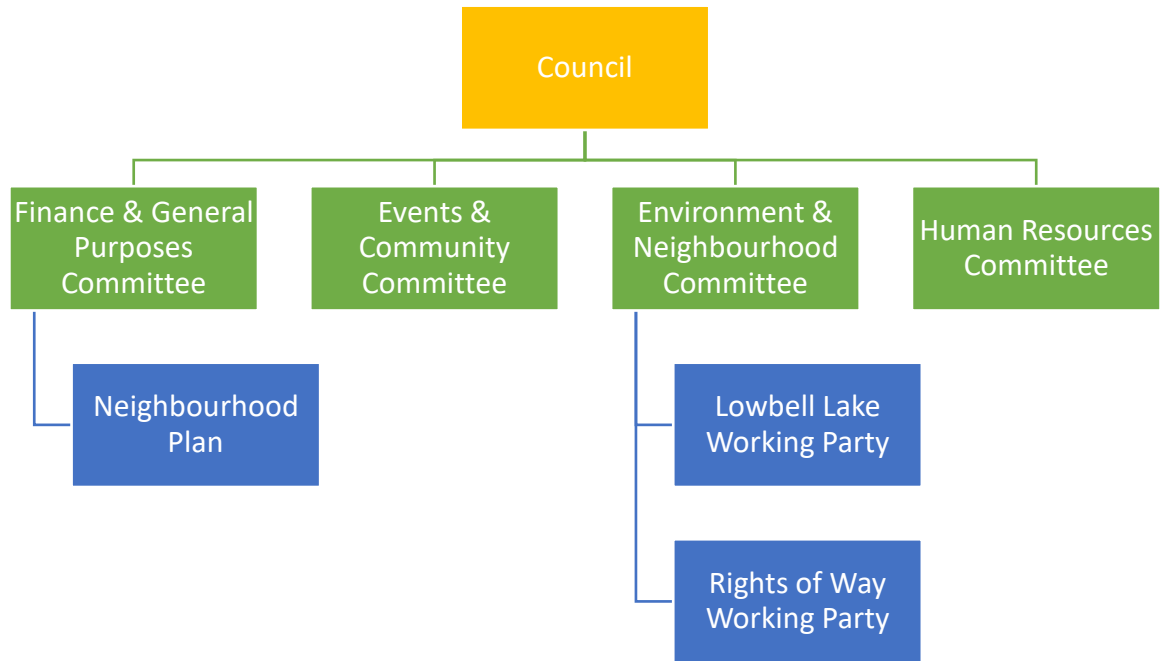 Council
Finance & General
Purposes
Committee
Events &
Community
Committee
Environment &
Neighbourhood
Committee
Human Resources
Committee
Neighbourhood
Plan
Lowbell Lake
Working Party
Rights of Way
Working Party